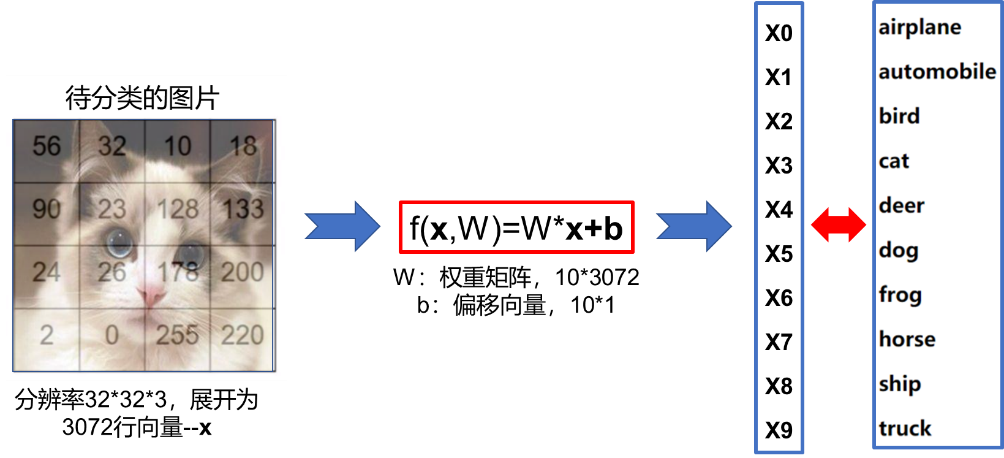 待分类的图片
56 32 10 18
90 23 128 133
24 26 178 200
2 0 255 220
分辨率32*32*3，展开为
3072行向量--x
f(x,W)=W*x+b
W：权重矩阵，10*3072
b：偏移向量，10*1
X0
X1
X2
X3
X4
X5
X6
X7
X8
X9
airplane
automobile
bird
cat
deer
dog
frog
horse
ship
truck